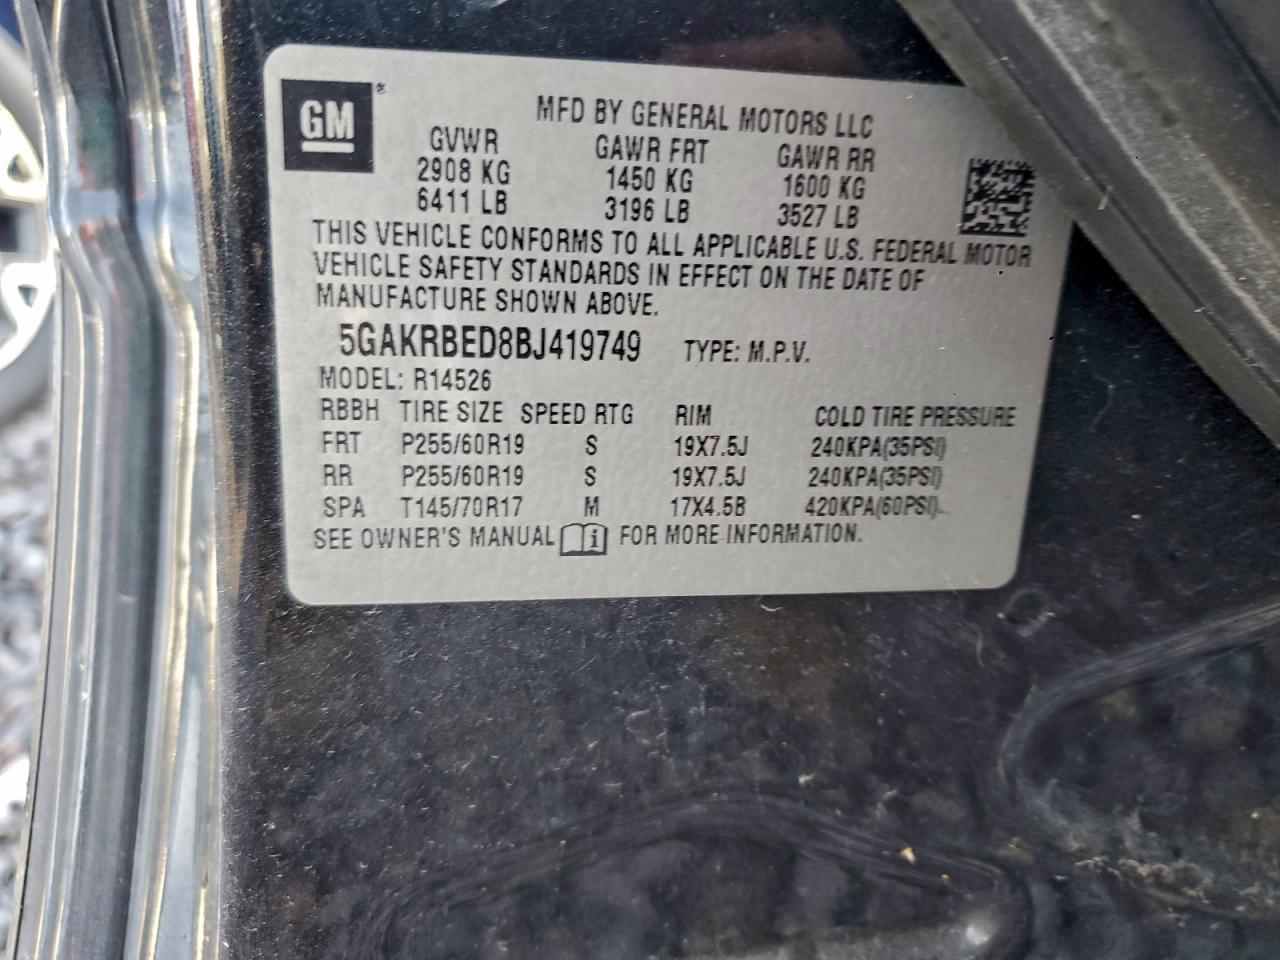 GM®
MFD BY GENERAL MOTORS LLC
GVWR GAWR FRT GAWR RR
2908 KG 1450 KG 1600 KG
6411 LB 3196 LB 3527 LB
THIS VEHICLE CONFORMS TO ALL APPLICABLE U.S. FEDERAL MOTOR
VEHICLE SAFETY STANDARDS IN EFFECT ON THE DATE OF
MANUFACTURE SHOWN ABOVE.
5GAKRBED8BJ419749 TYPE: M.P.V.
MODEL: R14526
RBBH TIRE SIZE SPEED RTG RIM COLD TIRE PRESSURE
FRT P255/60R19 S 19X7.5J 240KPA(35PSI)
RR P255/60R19 S 19X7.5J 240KPA(35PSI)
SPA T145/70R17 M 17X4.5B 420KPA(60PSI)
SEE OWNER'S MANUAL i FOR MORE INFORMATION.